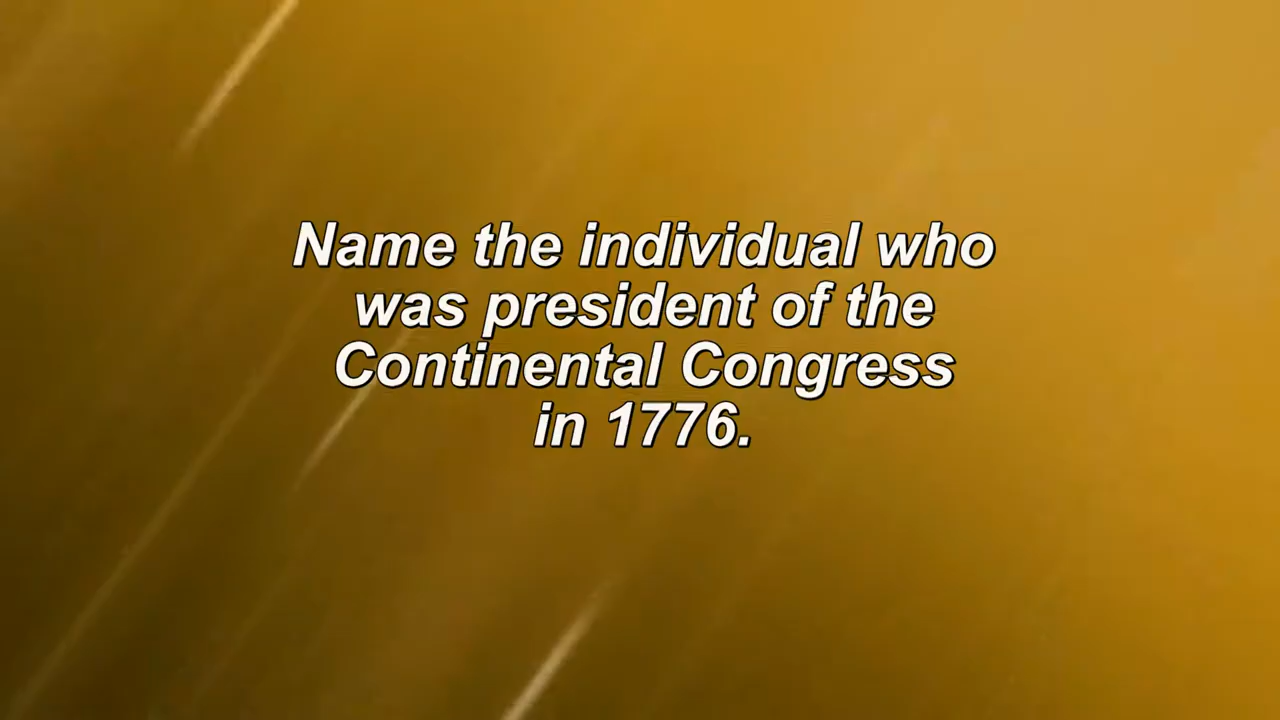 Name the individual who
was president of the
Continental Congress
in 1776.